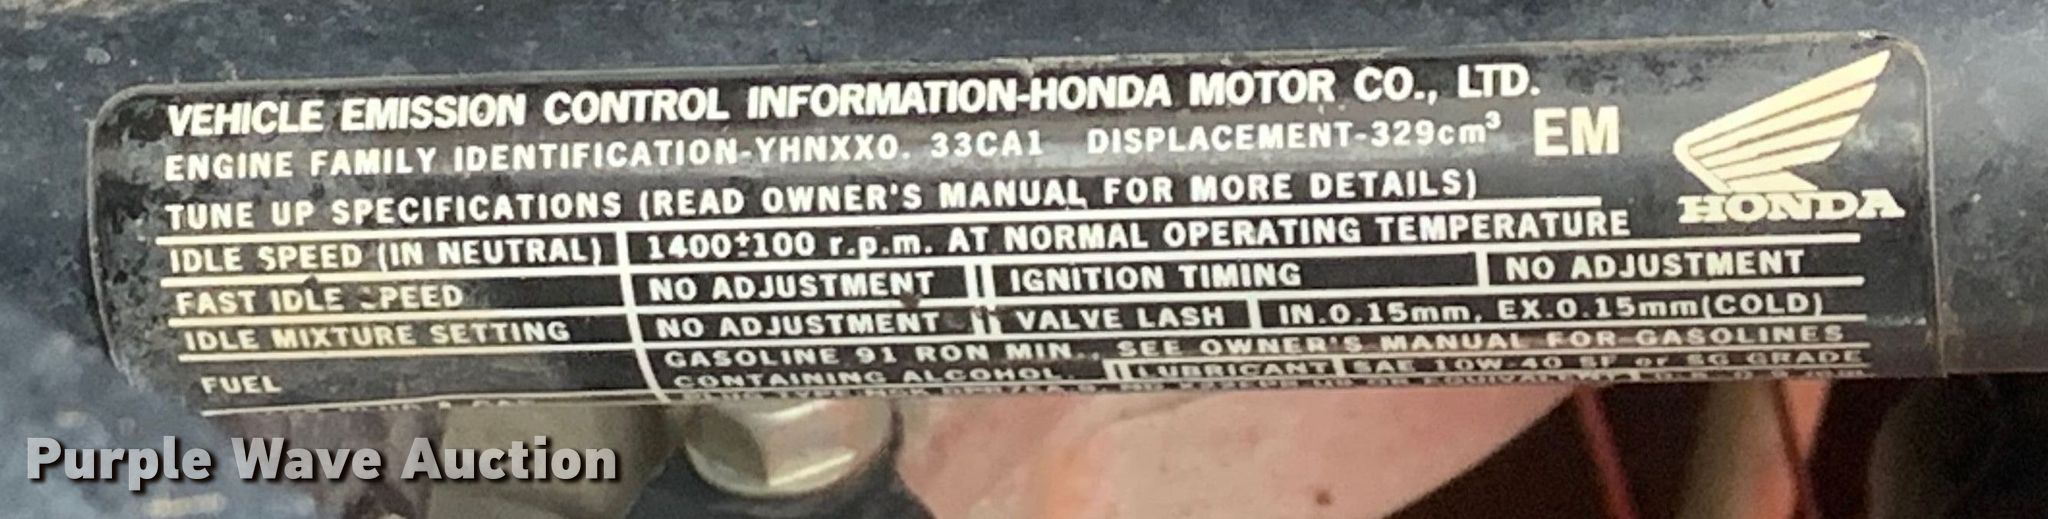 VEHICLE EMISSION CONTROL INFORMATION-HONDA MOTOR CO., LTD.
ENGINE FAMILY IDENTIFICATION-YHNXX0. 33CA1 DISPLACEMENT-329cm³ EM
HONDA
TUNE UP SPECIFICATIONS (READ OWNER'S MANUAL FOR MORE DETAILS)
IDLE SPEED (IN NEUTRAL) 1400±100 r.p.m. AT NORMAL OPERATING TEMPERATURE
FAST IDLE SPEED NO ADJUSTMENT IGNITION TIMING NO ADJUSTMENT
IDLE MIXTURE SETTING NO ADJUSTMENT VALVE LASH IN.0.15mm, EX.0.15mm(COLD)
FUEL GASOLINE 91 RON MIN., SEE OWNER'S MANUAL FOR GASOLINES
CONTAINING ALCOHOL. LUBRICANT SAE 10W-40 SF or SG GRADE
Purple Wave Auction